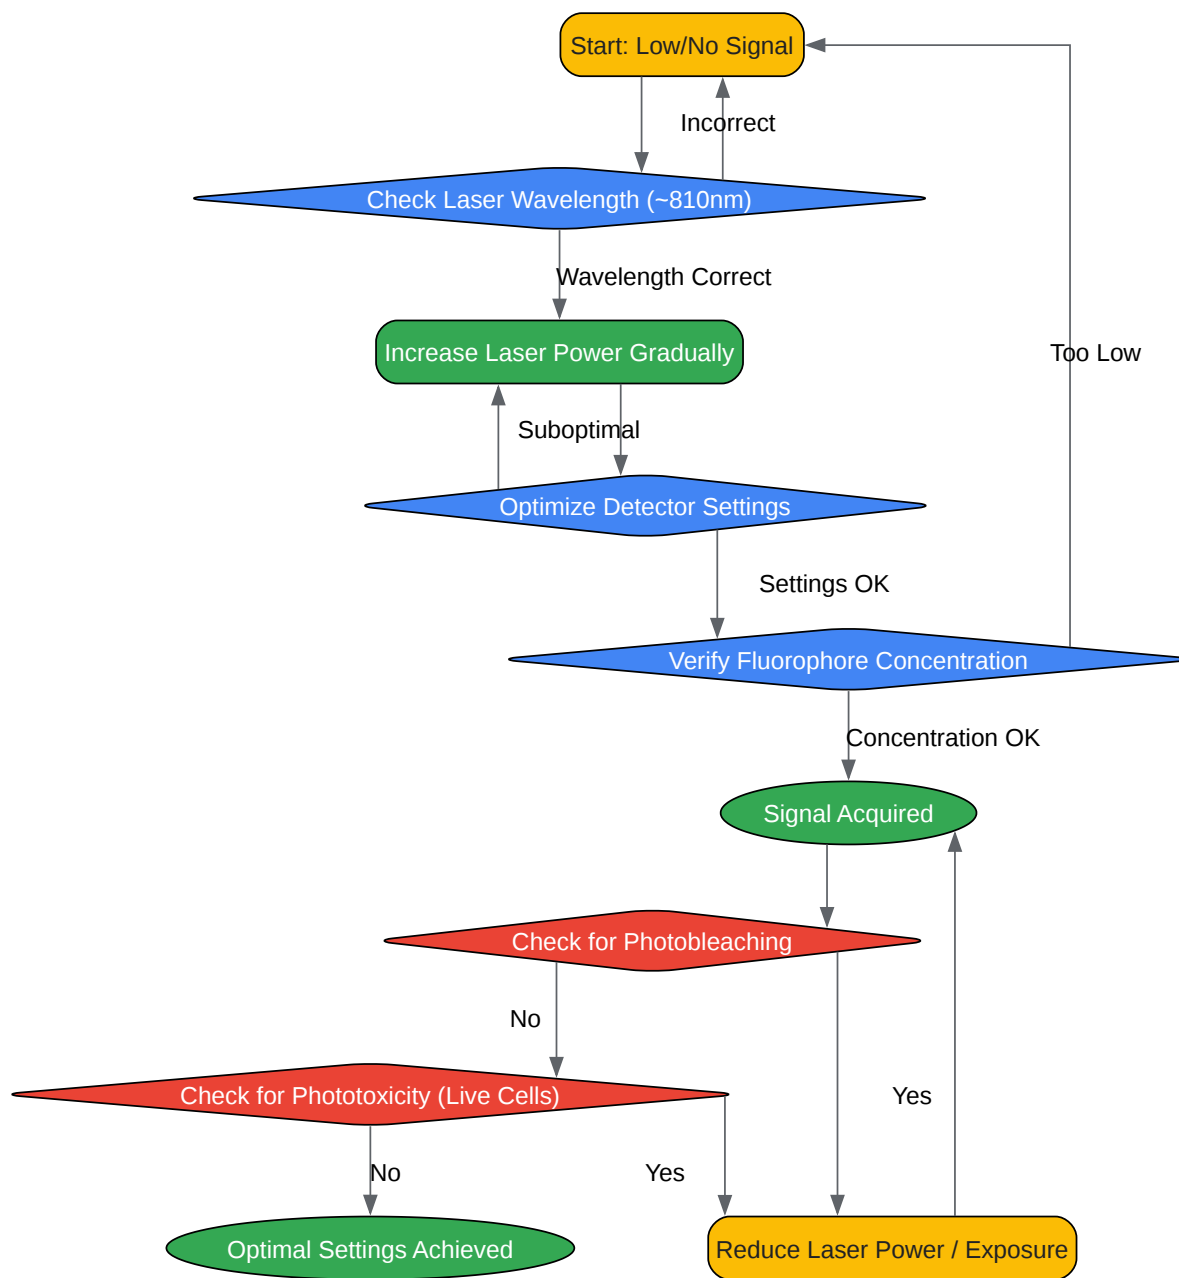 Start: Low/No Signal
Incorrect
Check Laser Wavelength (~810nm)
Wavelength Correct
Increase Laser Power Gradually
Too Low
Suboptimal
Optimize Detector Settings
Settings OK
Verify Fluorophore Concentration
Concentration OK
Signal Acquired
Check for Photobleaching
No
Check for Phototoxicity (Live Cells)
Yes
No
Yes
Optimal Settings Achieved
Reduce Laser Power / Exposure